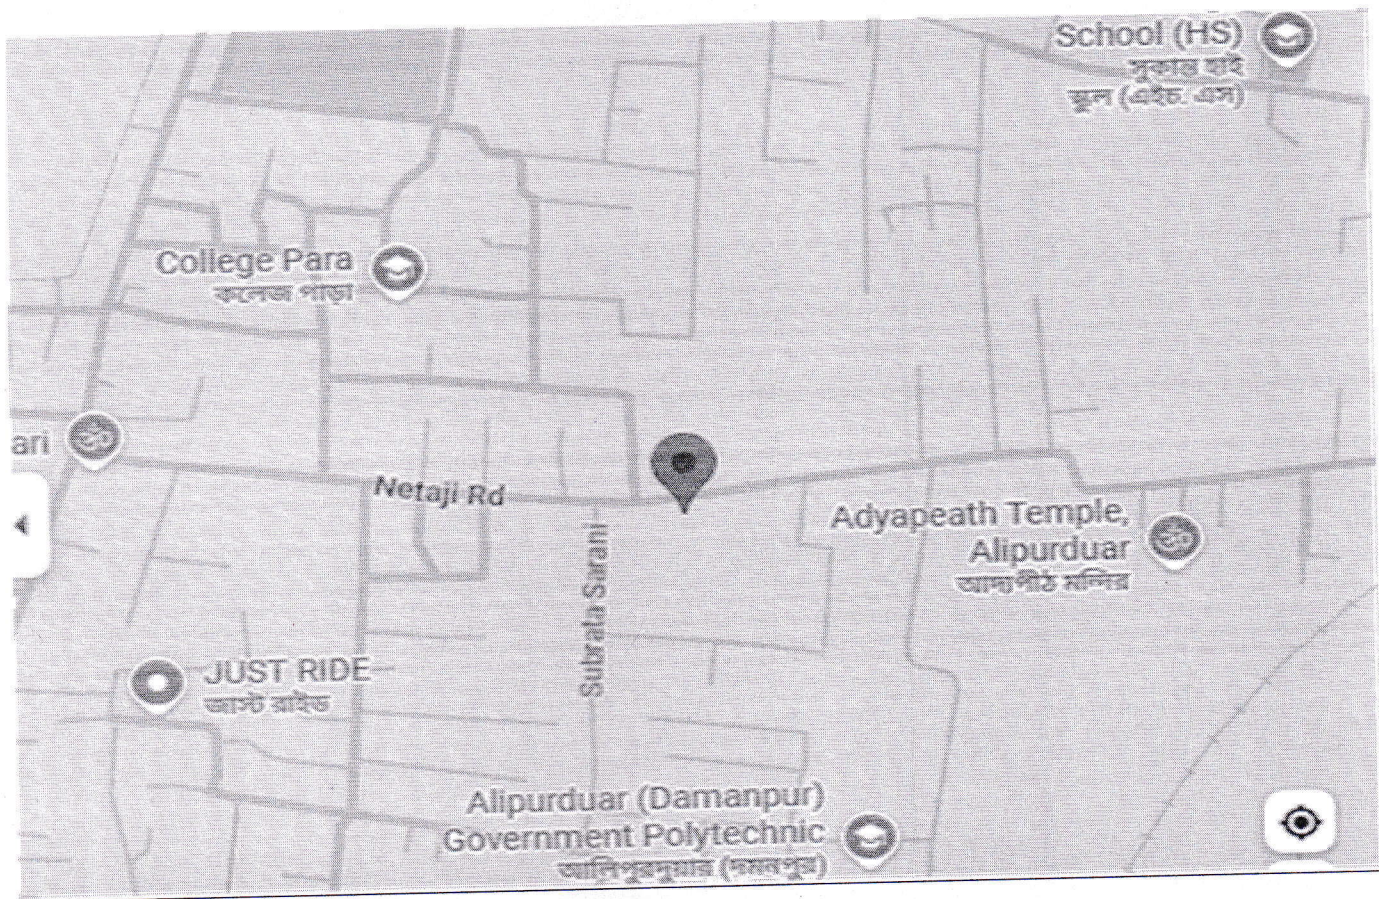 School (HS)
সুকান্ত হাই
স্কুল (এইচ. এস)
College Para
কলেজ পাড়া
ari
Netaji Rd
Subrata Sarani
Adyapeath Temple,
Alipurduar
আদ্যাপীঠ মন্দির
JUST RIDE
জাস্ট রাইড
Alipurduar (Damanpur)
Government Polytechnic
আলিপুরদুয়ার (দমনপুর)